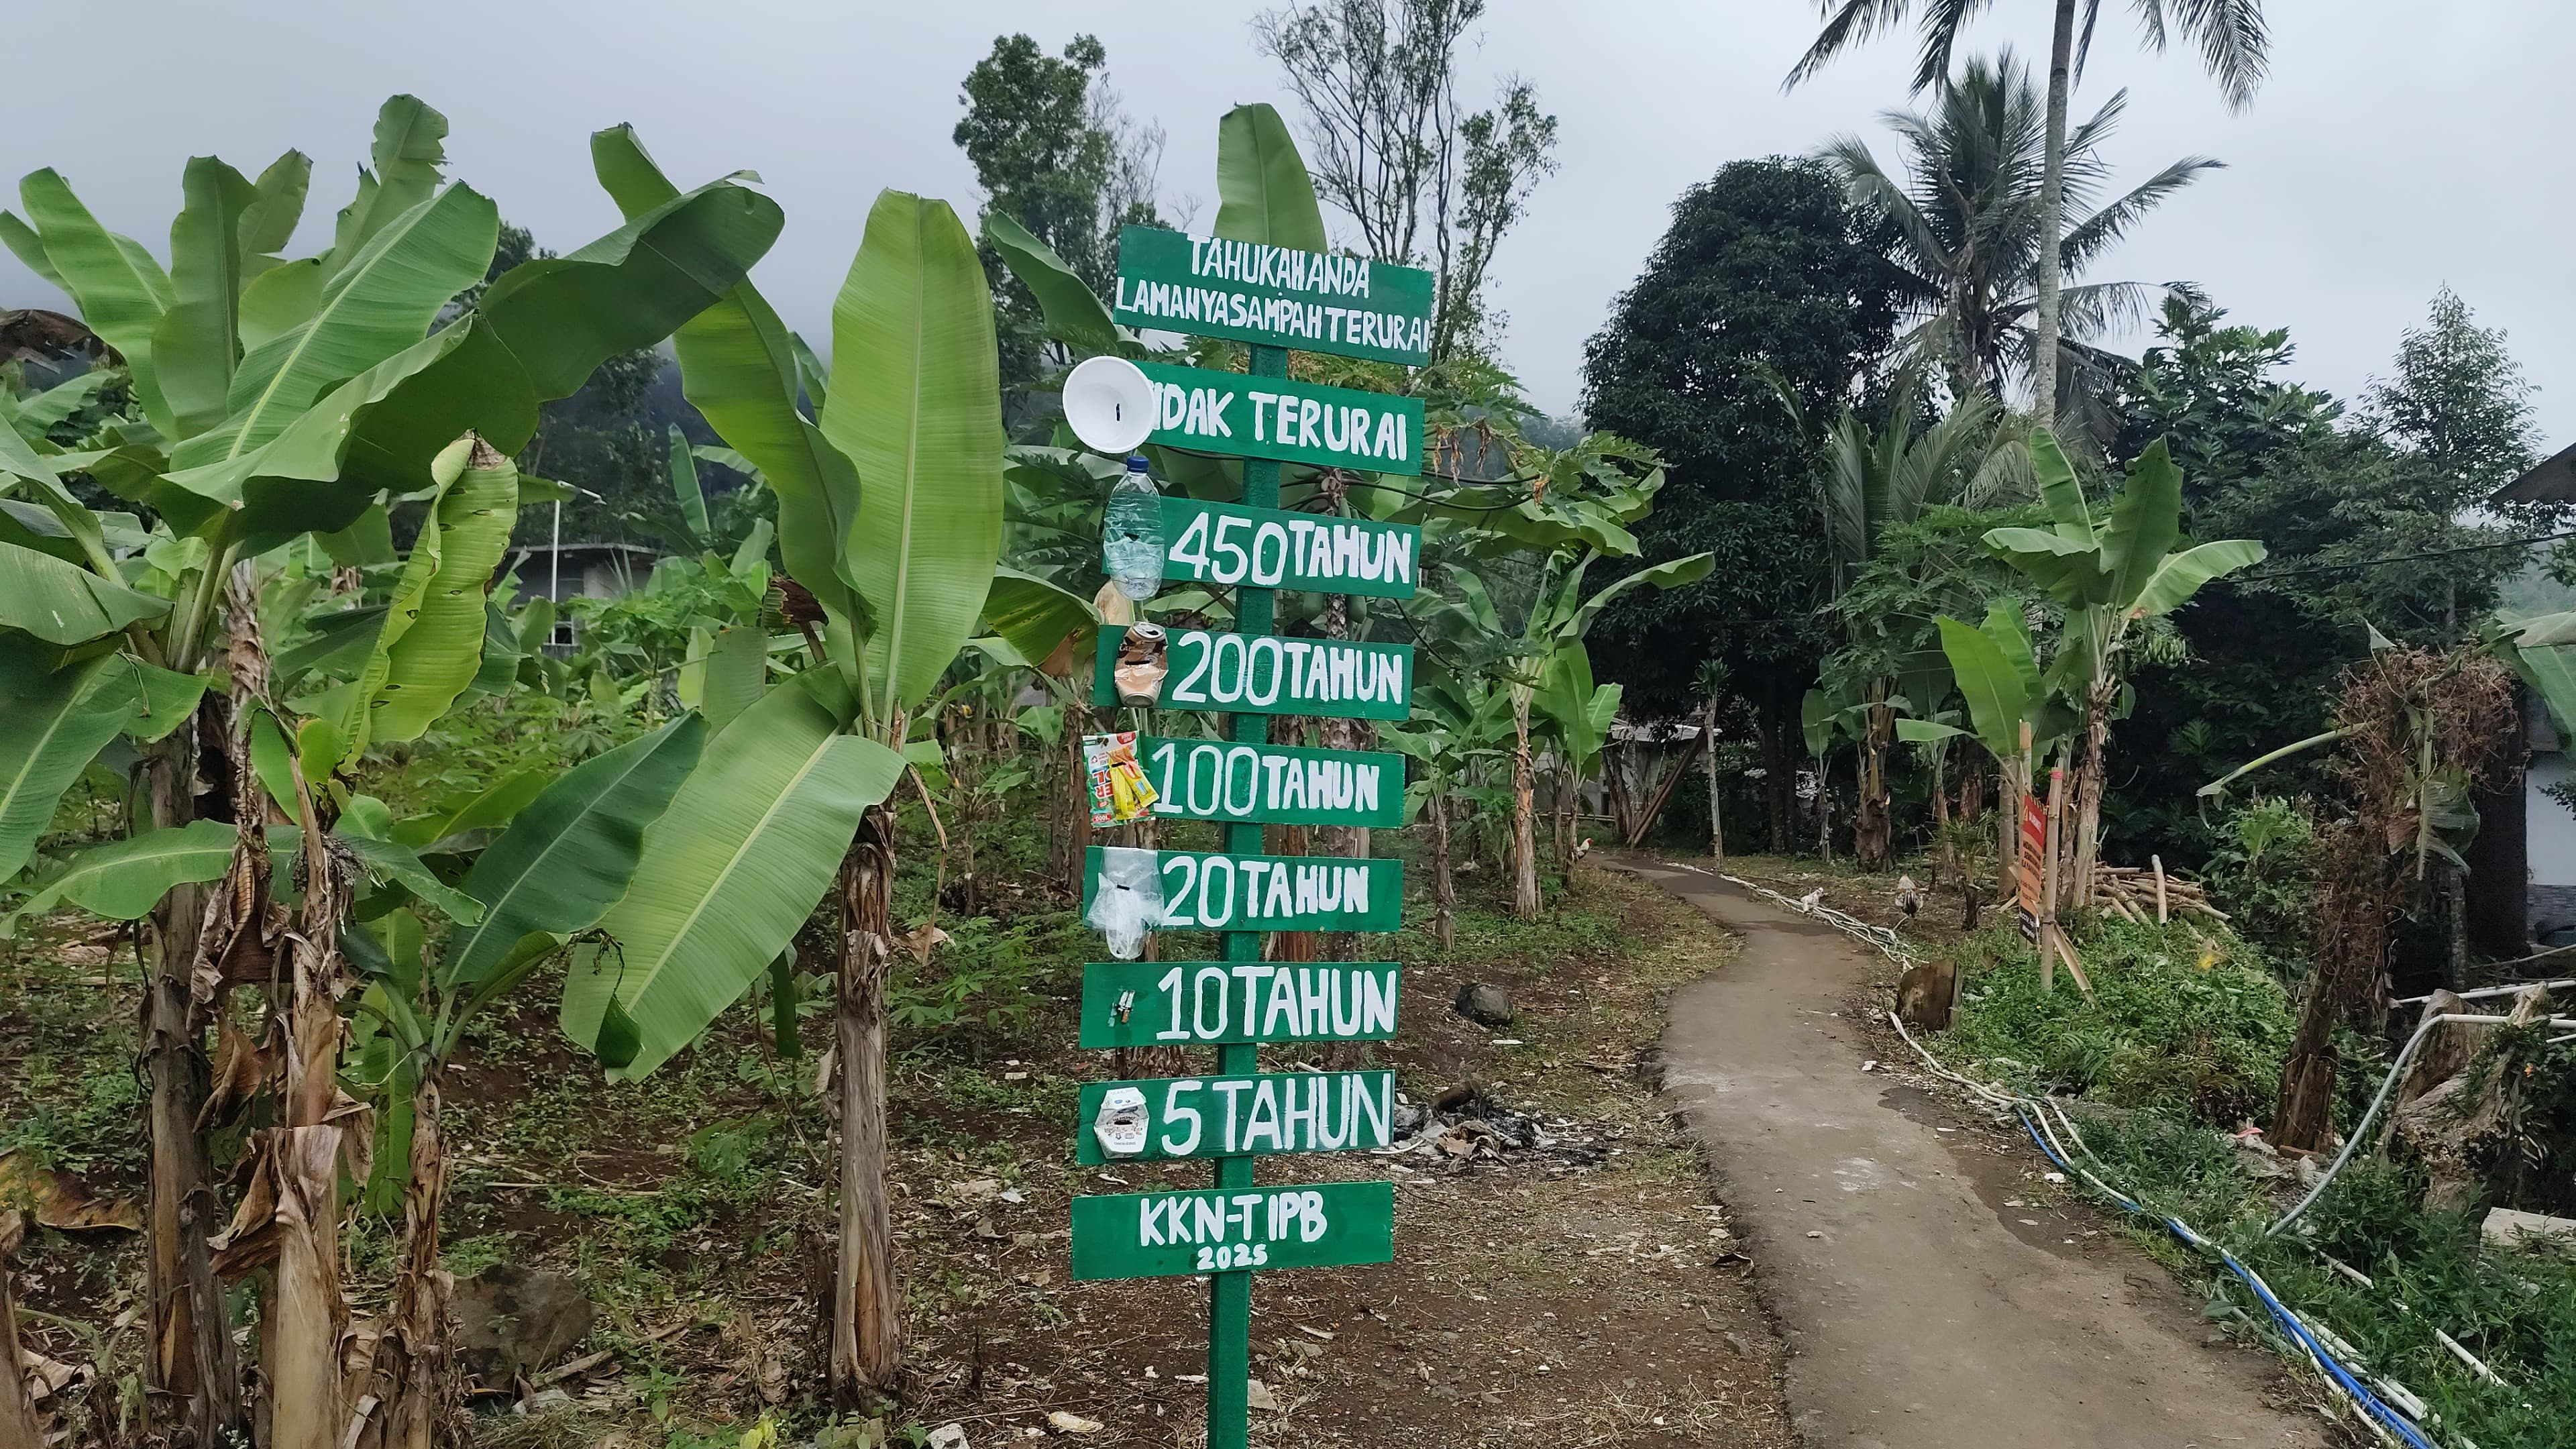 TAHUKAH ANDA
LAMANYA SAMPAH TERURAI
TIDAK TERURAI
450 TAHUN
200 TAHUN
100 TAHUN
20 TAHUN
10 TAHUN
5 TAHUN
KKN-T IPB
2025